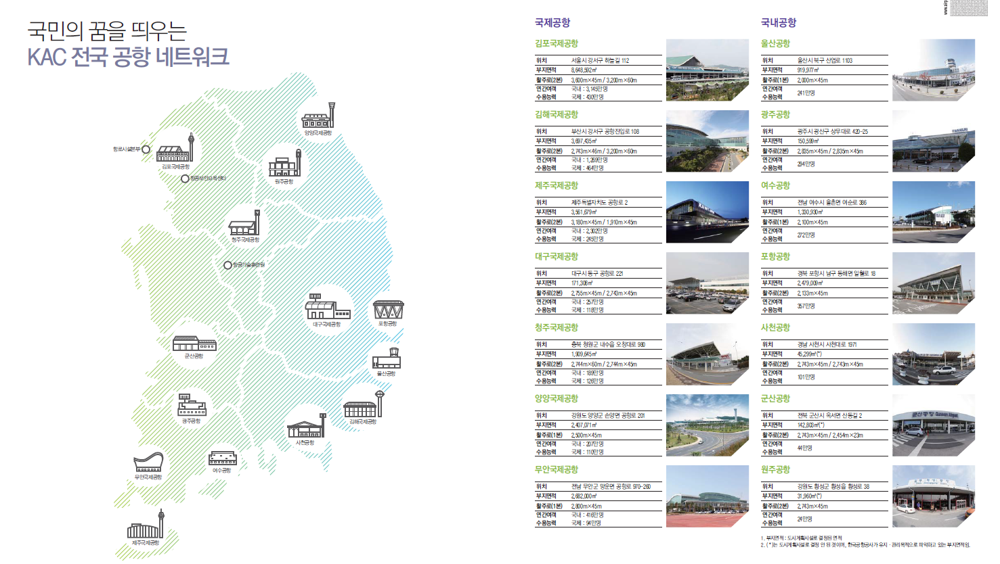 국민의 꿈을 띄우는
KAC 전국 공항 네트워크
양양국제공항
항로시설본부
김포국제공항
원주공항
항공보안교육센터
청주국제공항
항공기술훈련원
대구국제공항
포항공항
군산공항
울산공항
광주공항
김해국제공항
사천공항
여수공항
무안국제공항
제주국제공항
국제공항
김포국제공항
위치 서울시 강서구 하늘길 112
부지면적 8,648,592㎡
활주로(2본) 3,600m×45m / 3,200m×60m
연간여객 국내 : 3,145만명
수용능력 국제 : 430만명
김해국제공항
위치 부산시 강서구 공항진입로 108
부지면적 3,697,435㎡
활주로(2본) 2,743m×46m / 3,200m×60m
연간여객 국내 : 1,269만명
수용능력 국제 : 464만명
제주국제공항
위치 제주특별자치도 공항로 2
부지면적 3,561,679㎡
활주로(2본) 3,180m×45m / 1,910m×45m
연간여객 국내 : 2,302만명
수용능력 국제 : 245만명
대구국제공항
위치 대구시 동구 공항로 221
부지면적 171,308㎡
활주로(2본) 2,755m×45m / 2,743m×45m
연간여객 국내 : 257만명
수용능력 국제 : 118만명
청주국제공항
위치 충북 청원군 내수읍 오창대로 980
부지면적 1,909,645㎡
활주로(2본) 2,744m×60m / 2,744m×45m
연간여객 국내 : 189만명
수용능력 국제 : 126만명
양양국제공항
위치 강원도 양양군 손양면 공항로 201
부지면적 2,407,071㎡
활주로(1본) 2,500m×45m
연간여객 국내 : 207만명
수용능력 국제 : 110만명
무안국제공항
위치 전남 무안군 망운면 공항로 970-260
부지면적 2,682,000㎡
활주로(1본) 2,800m×45m
연간여객 국내 : 416만명
수용능력 국제 : 94만명
국내공항
울산공항
위치 울산시 북구 산업로 1103
부지면적 919,977㎡
활주로(1본) 2,000m×45m
연간여객
수용능력 241만명
광주공항
위치 광주시 광산구 상무대로 420-25
부지면적 150,599㎡
활주로(2본) 2,835m×45m / 2,835m×45m
연간여객
수용능력 294만명
여수공항
위치 전남 여수시 율촌면 여순로 386
부지면적 1,330,930㎡
활주로(1본) 2,100m×45m
연간여객
수용능력 272만명
포항공항
위치 경북 포항시 남구 동해면 일월로 18
부지면적 2,479,009㎡
활주로(2본) 2,133m×45m
연간여객
수용능력 357만명
사천공항
위치 경남 사천시 사천대로 1971
부지면적 45,299㎡(*)
활주로(2본) 2,743m×45m / 2,743m×45m
연간여객
수용능력 101만명
군산공항
위치 전북 군산시 옥서면 산동길 2
부지면적 142,803㎡(*)
활주로(2본) 2,743m×45m / 2,454m×23m
연간여객
수용능력 44만명
군산공항 Gunsan Airport
원주공항
위치 강원도 횡성군 횡성읍 횡성로 38
부지면적 31,960㎡(*)
활주로(2본) 2,743m×45m
연간여객
수용능력 24만명
1. 부지면적 : 도시계획시설로 결정된 면적
2. (*)는 도시계획시설로 결정 안 된 것이며, 한국공항공사가 유지·관리목적으로 파악하고 있는 부지면적임.